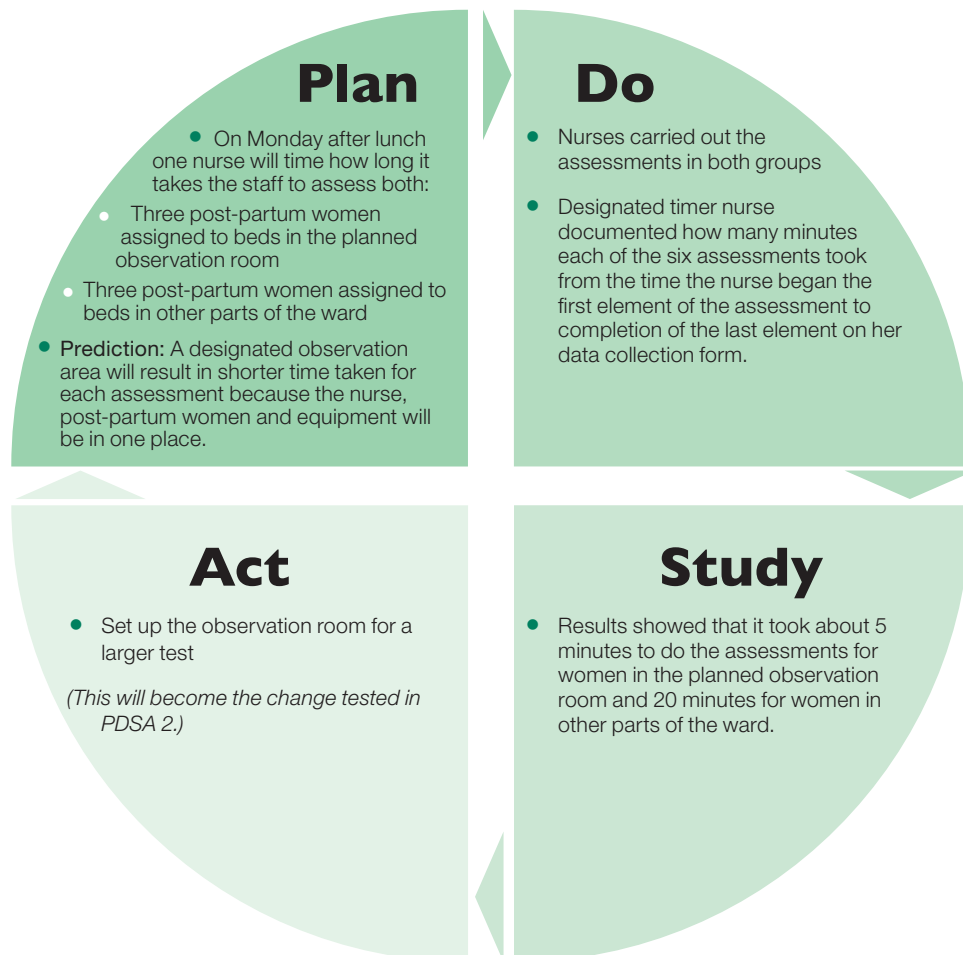 Plan
• On Monday after lunch
one nurse will time how long it
takes the staff to assess both:
• Three post-partum women
assigned to beds in the planned
observation room
• Three post-partum women assigned to
beds in other parts of the ward
• Prediction: A designated observation
area will result in shorter time taken for
each assessment because the nurse,
post-partum women and equipment will
be in one place.
Do
• Nurses carried out the
assessments in both groups
• Designated timer nurse
documented how many minutes
each of the six assessments took
from the time the nurse began the
first element of the assessment to
completion of the last element on her
data collection form.
Act
• Set up the observation room for a
larger test
(This will become the change tested in
PDSA 2.)
Study
• Results showed that it took about 5
minutes to do the assessments for
women in the planned observation
room and 20 minutes for women in
other parts of the ward.